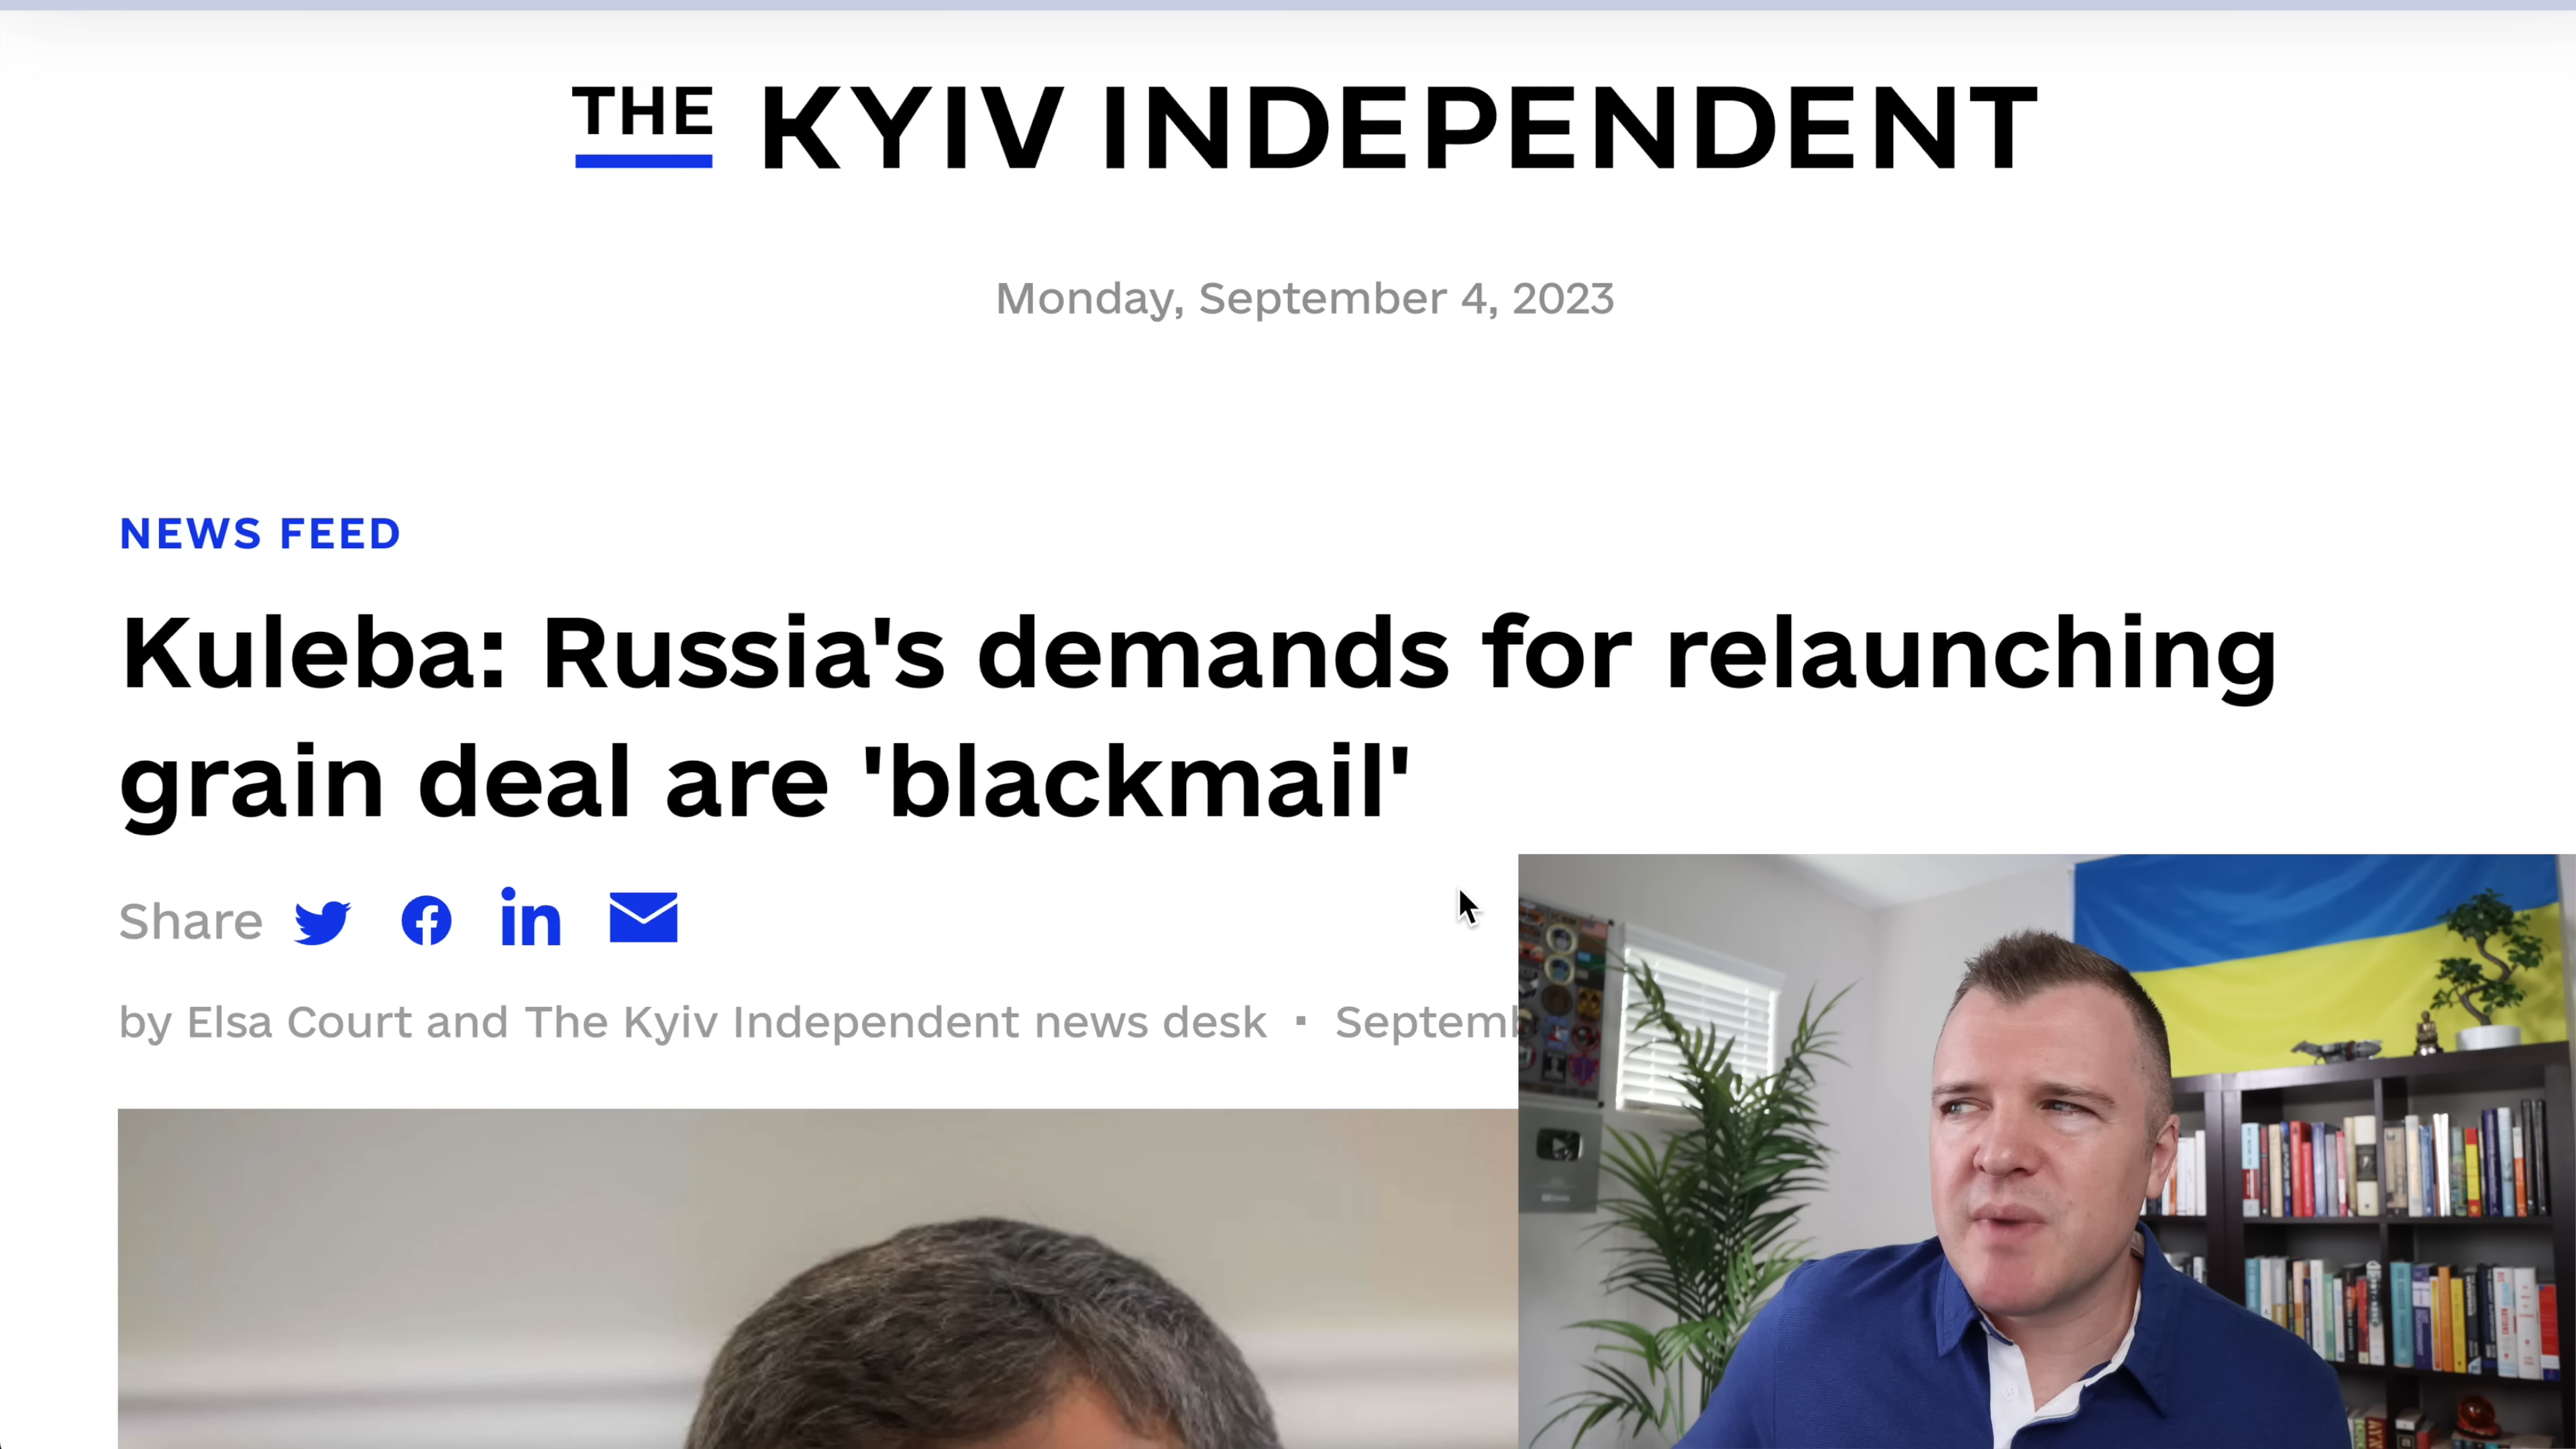 THE KYIV INDEPENDENT
Monday, September 4, 2023
NEWS FEED
Kuleba: Russia's demands for relaunching
grain deal are 'blackmail'
Share
by Elsa Court and The Kyiv Independent news desk ▪